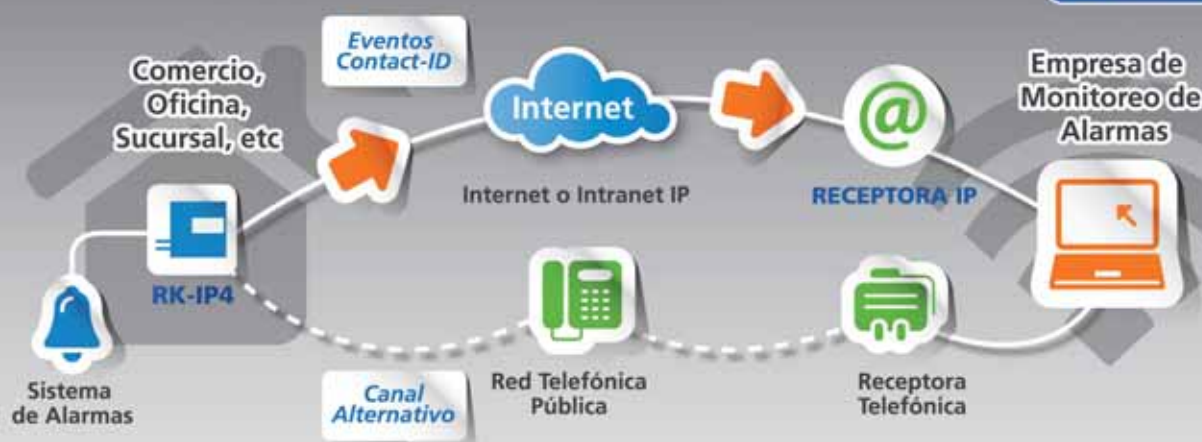 Eventos
Contact-ID
Comercio,
Oficina,
Sucursal, etc
Internet
@
Empresa de
Monitoreo de
Alarmas
Internet o Intranet IP
RECEPTORA IP
RK-IP4
Sistema
de Alarmas
Canal
Alternativo
Red Telefónica
Pública
Receptora
Telefónica